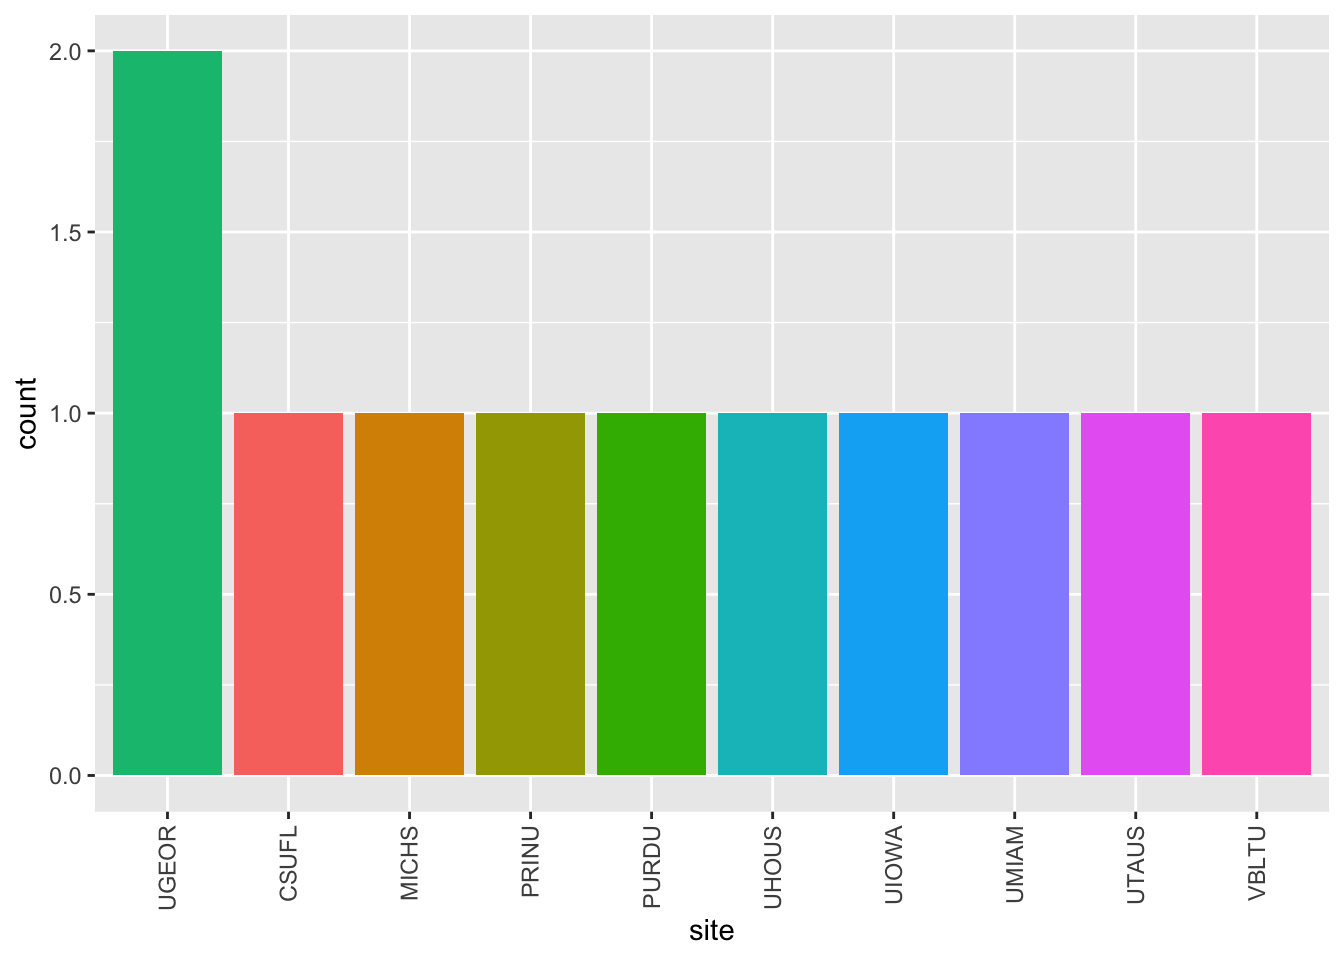 2.0
1.5
1.0
0.5
0.0
count
UGEOR
CSUFL
MICHS
PRINU
PURDU
UHOUS
UIOWA
UMIAM
UTAUS
VBLTU
site